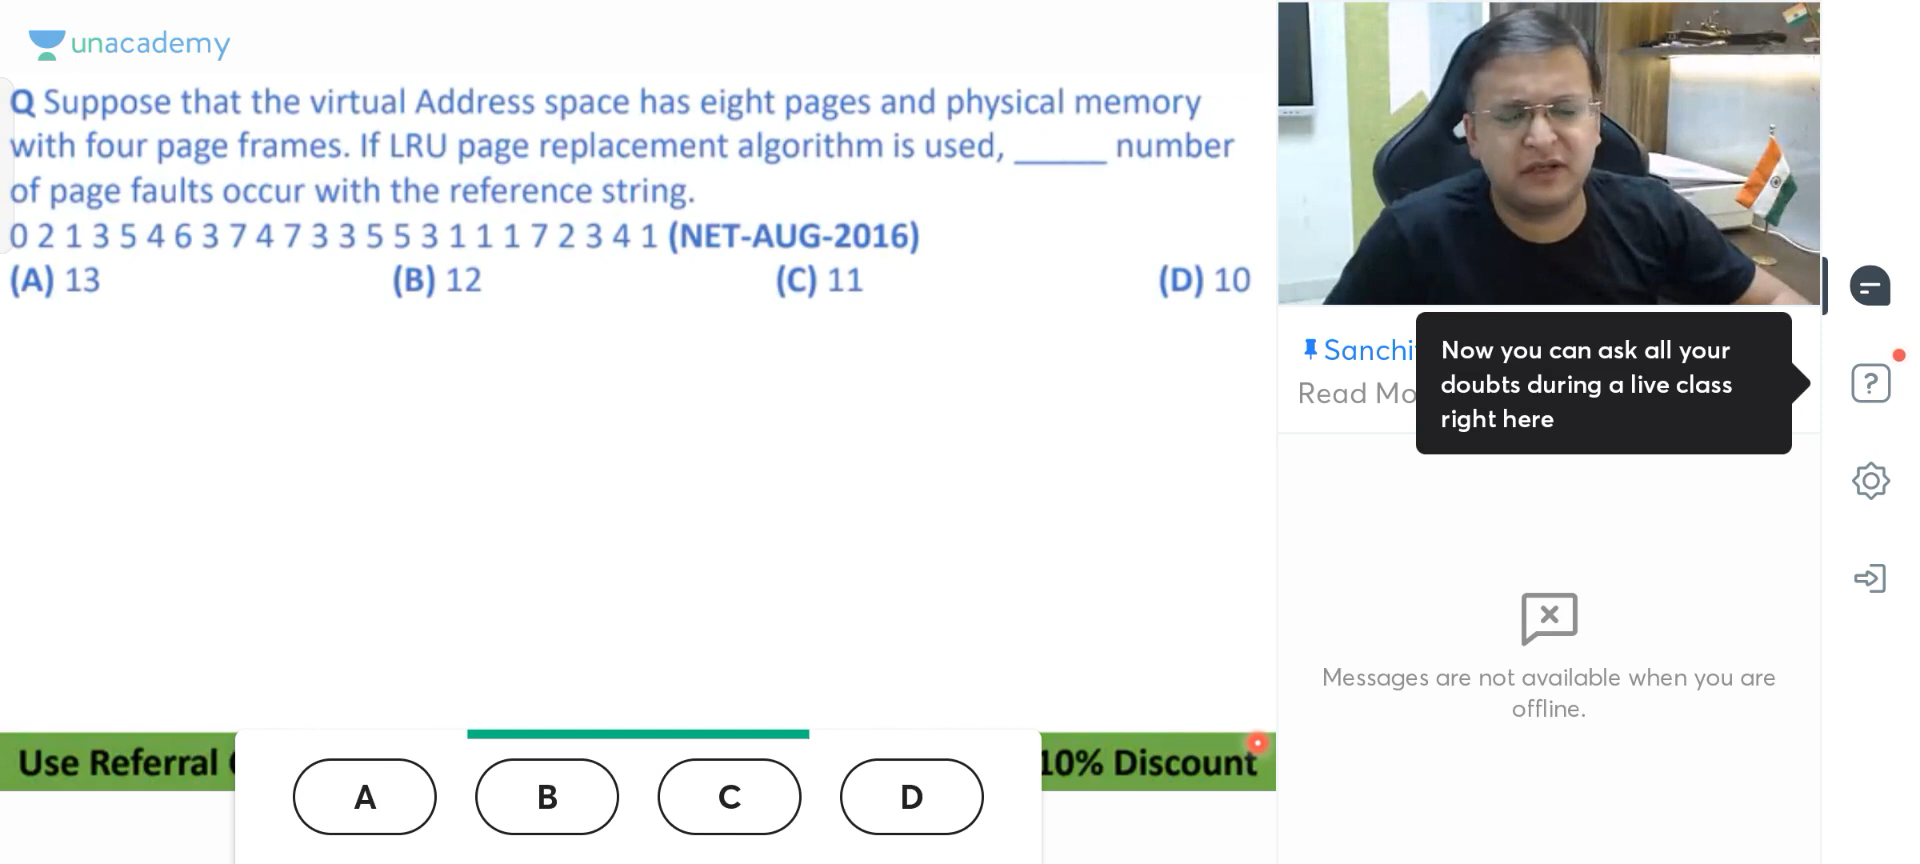 unacademy
Q Suppose that the virtual Address space has eight pages and physical memory
with four page frames. If LRU page replacement algorithm is used, _____ number
of page faults occur with the reference string.
0 2 1 3 5 4 6 3 7 4 7 3 3 5 5 3 1 1 1 7 2 3 4 1 (NET-AUG-2016)
(A) 13 (B) 12 (C) 11 (D) 10
Now you can ask all your
doubts during a live class
right here
?
Messages are not available when you are
offline.
Use Referral
10% Discount
A B C D